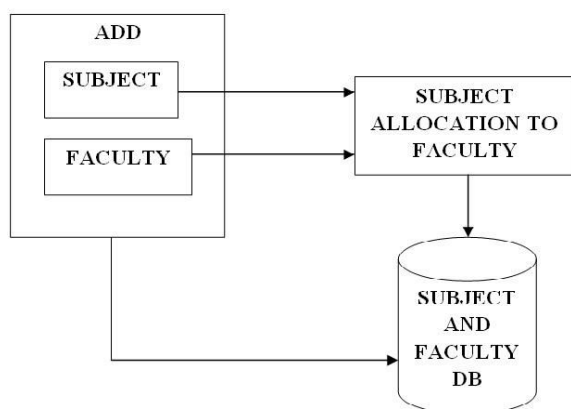 ADD
SUBJECT
FACULTY
SUBJECT
ALLOCATION TO
FACULTY
SUBJECT
AND
FACULTY
DB